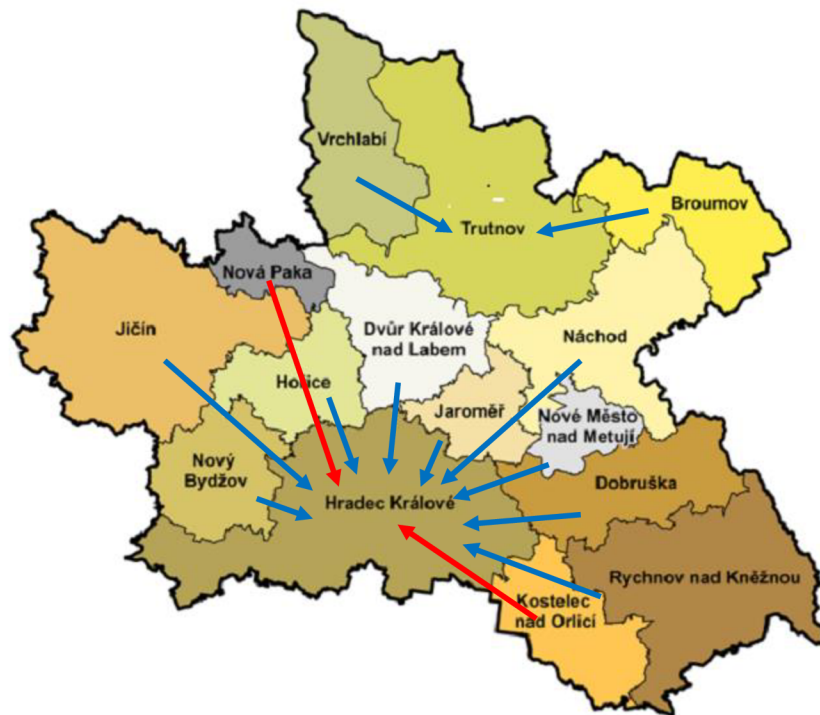 Vrchlabí
Broumov
Trutnov
Nová Paka
Jičín
Dvůr Králové
nad Labem
Náchod
Hořice
Jaroměř
Nové Město
nad Metují
Nový
Bydžov
Dobruška
Hradec Králové
Rychnov nad Kněžnou
Kostelec
nad Orlicí